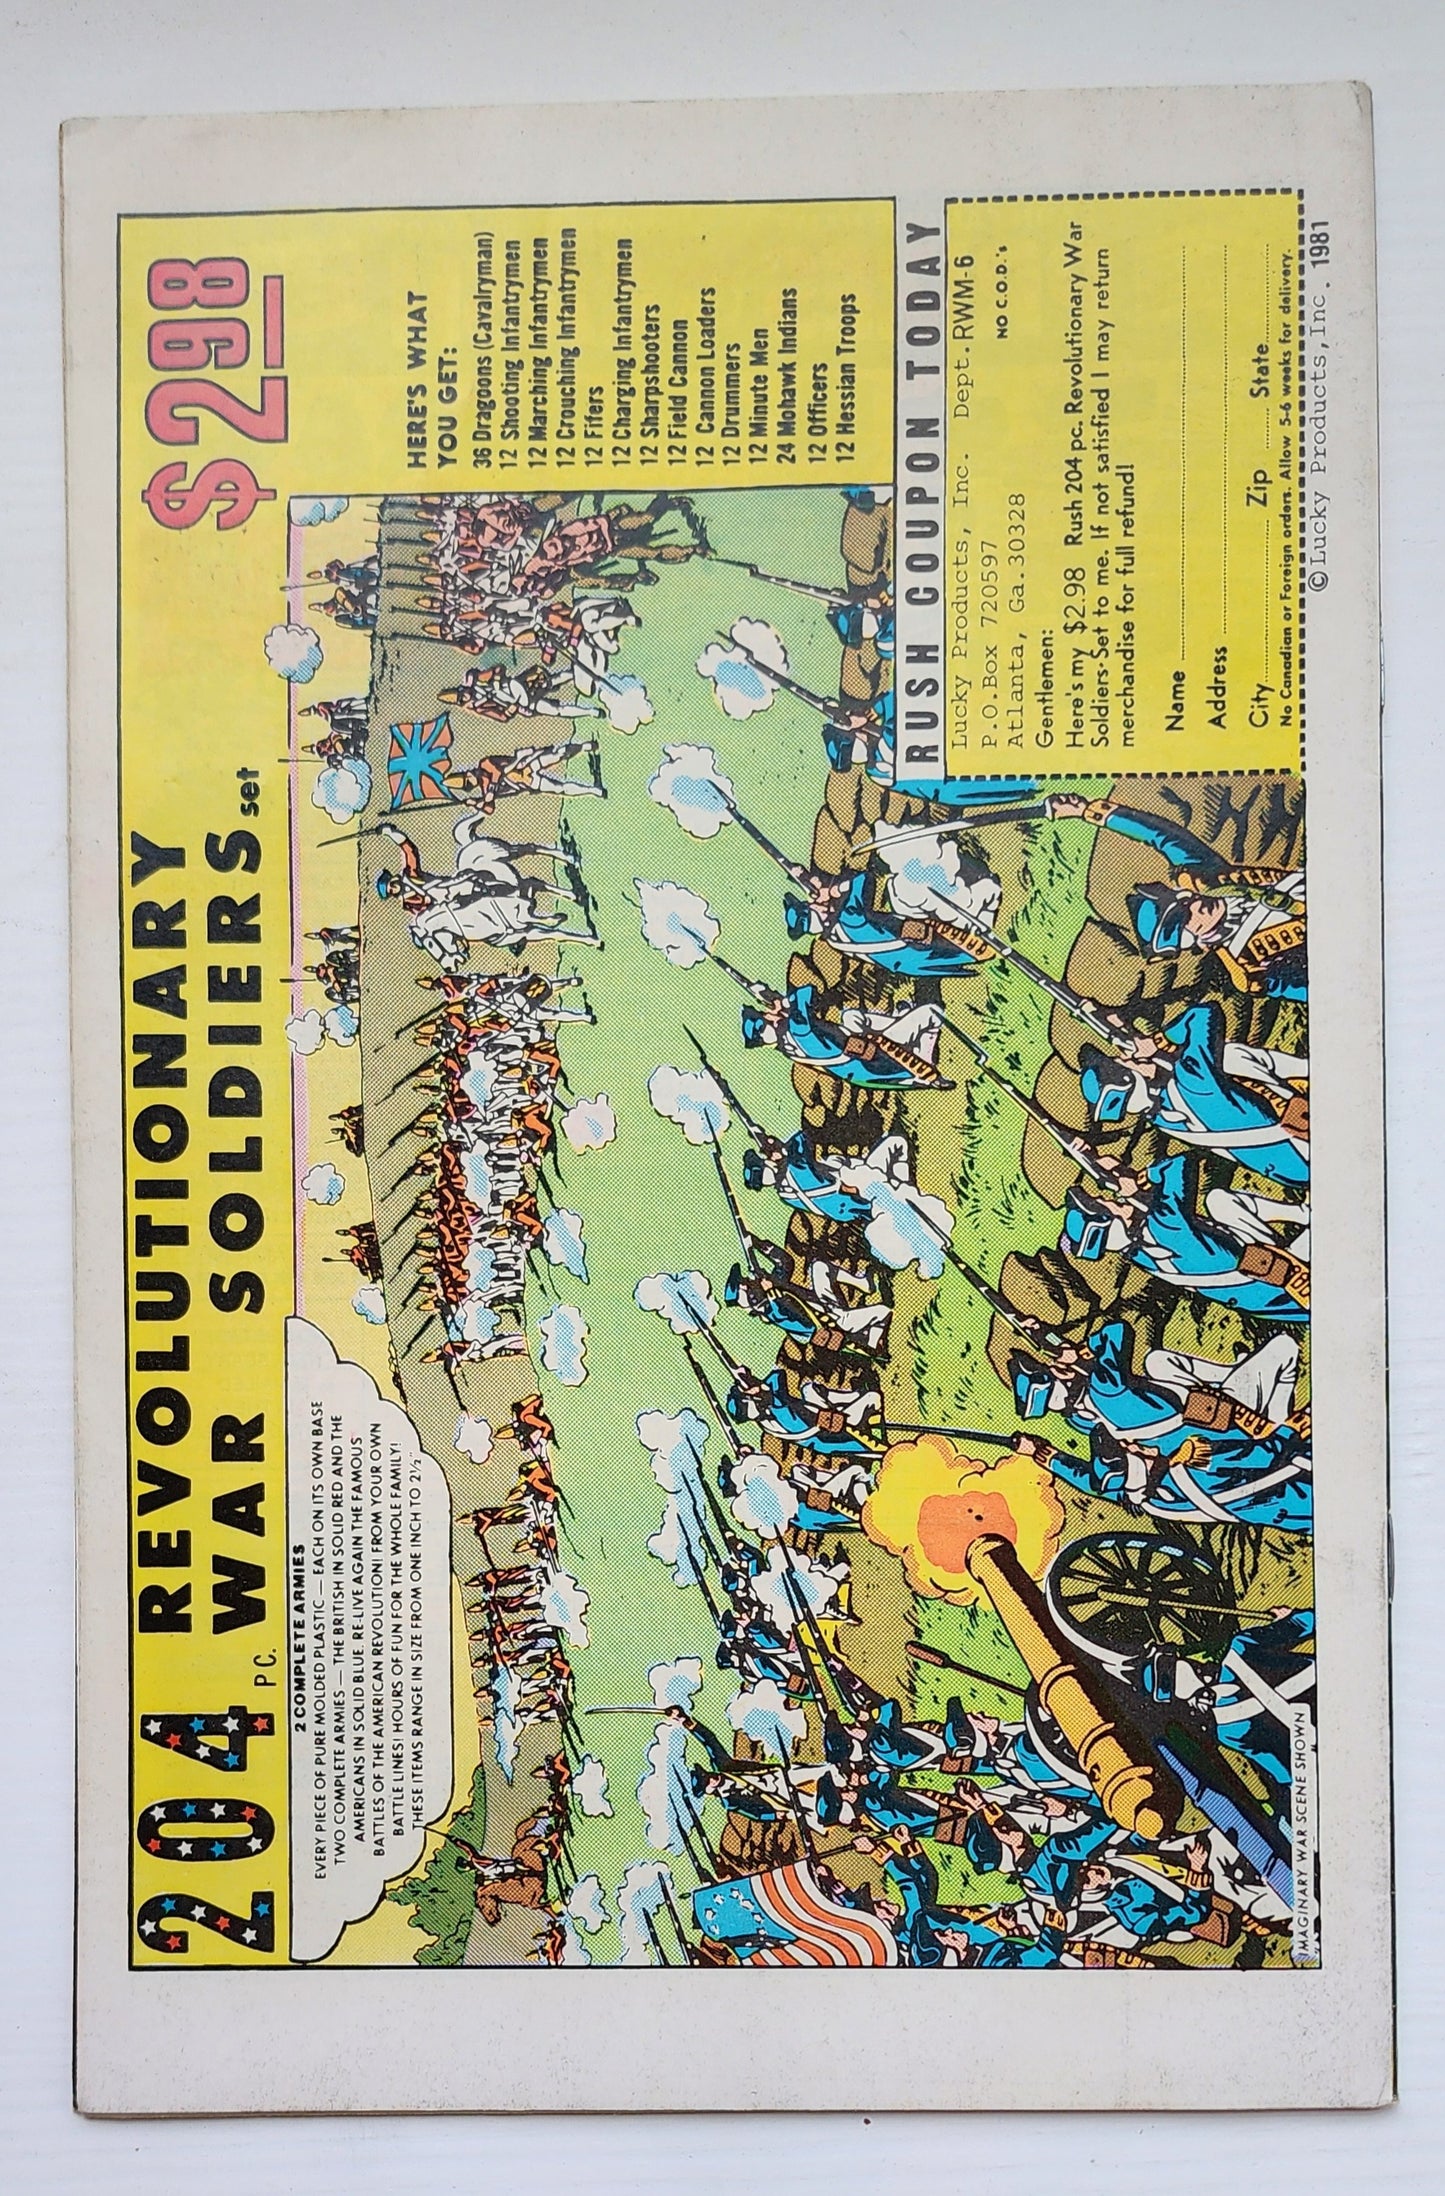 204 PC. REVOLUTIONARY
WAR SOLDIERS set
$2.98
2 COMPLETE ARMIES
EVERY PIECE OF PURE MOLDED PLASTIC — EACH ON ITS OWN BASE
TWO COMPLETE ARMIES — THE BRITISH IN SOLID RED AND THE
AMERICANS IN SOLID BLUE. RE-LIVE AGAIN THE FAMOUS
BATTLES OF THE AMERICAN REVOLUTION! FROM YOUR OWN
BATTLE LINES! HOURS OF FUN FOR THE WHOLE FAMILY!
THESE ITEMS RANGE IN SIZE FROM ONE INCH TO 2½"
HERE'S WHAT
YOU GET:
36 Dragoons (Cavalryman)
12 Shooting Infantrymen
12 Marching Infantrymen
12 Crouching Infantrymen
12 Fifers
12 Charging Infantrymen
12 Sharpshooters
12 Field Cannon
12 Cannon Loaders
12 Drummers
12 Minute Men
24 Mohawk Indians
12 Officers
12 Hessian Troops
RUSH COUPON TODAY
Lucky Products, Inc. Dept. RWM-6
P.O.Box 720597 NO C.O.D.'s
Atlanta, Ga.30328
Gentlemen:
Here's my $2.98 Rush 204 pc. Revolutionary War
Soldiers Set to me. If not satisfied I may return
merchandise for full refund!
Name
Address
City Zip State
No Canadian or Foreign orders. Allow 5-6 weeks for delivery.
IMAGINARY WAR SCENE SHOWN
© Lucky Products, Inc. 1981